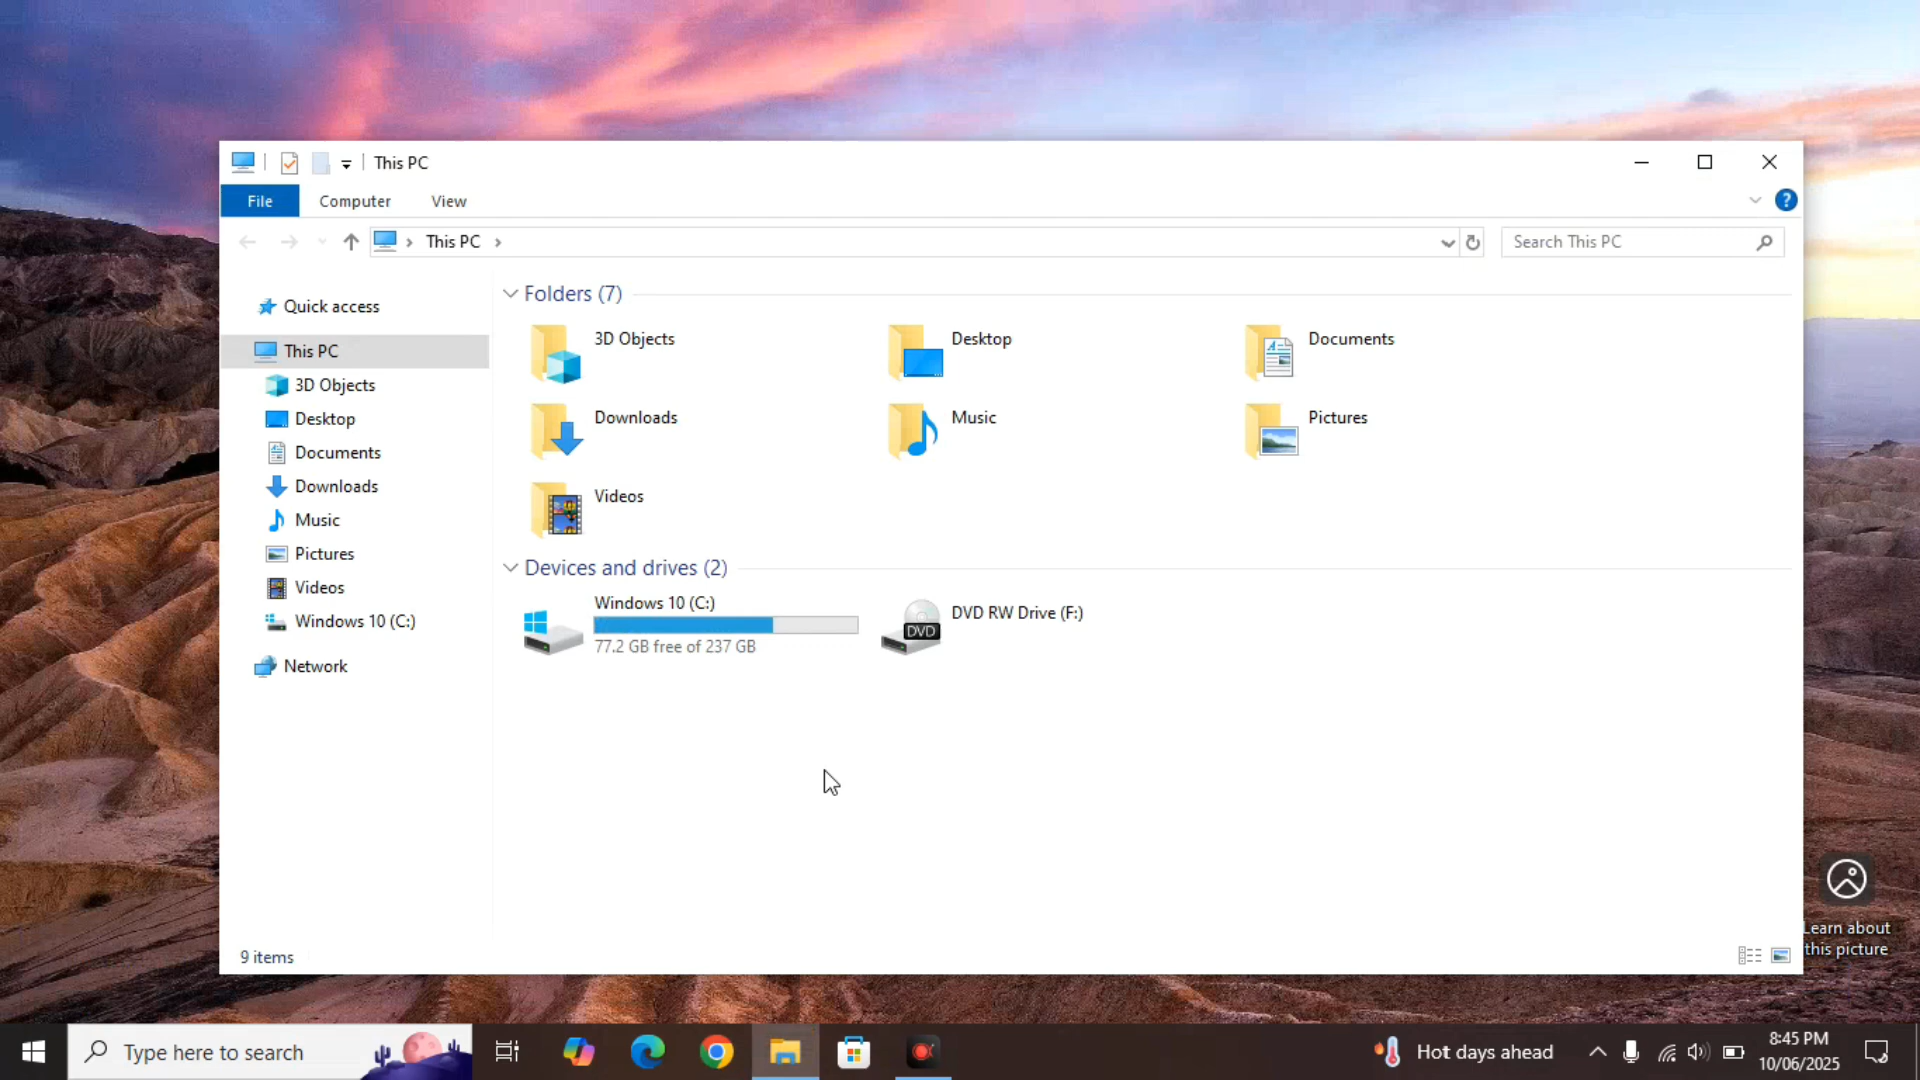 This PC
File Computer View
This PC
Search This PC
Quick access
This PC
3D Objects
Desktop
Documents
Downloads
Music
Pictures
Videos
Windows 10 (C:)
Network
Folders (7)
3D Objects Desktop Documents
Downloads Music Pictures
Videos
Devices and drives (2)
Windows 10 (C:)
77.2 GB free of 237 GB
DVD
DVD RW Drive (F:)
9 items
Learn about
this picture
Type here to search
Hot days ahead
8:45 PM
10/06/2025